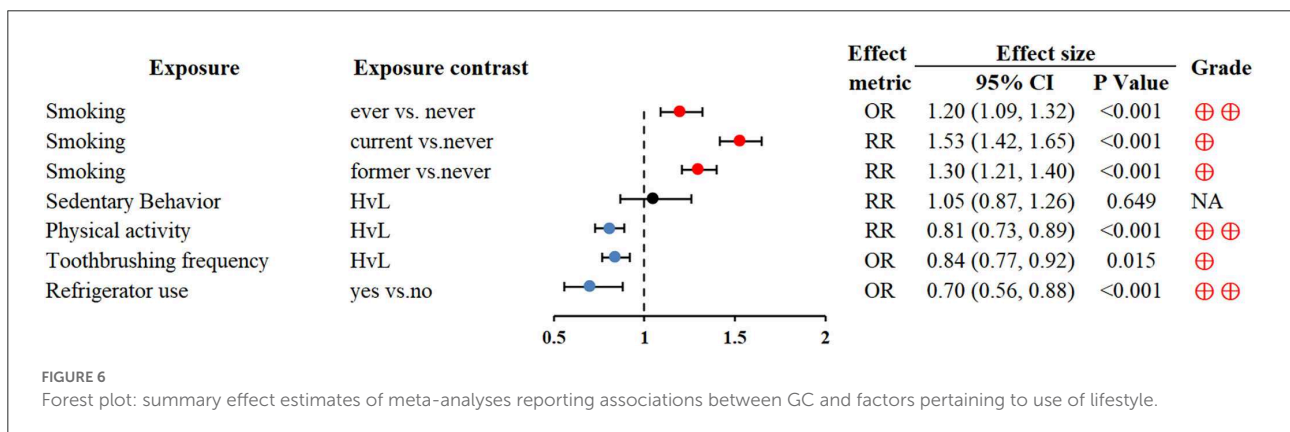 Exposure Exposure contrast Effect metric Effect size Grade
95% CI P Value
Smoking ever vs. never OR 1.20 (1.09, 1.32) <0.001 ⊕ ⊕
Smoking current vs.never RR 1.53 (1.42, 1.65) <0.001 ⊕
Smoking former vs.never RR 1.30 (1.21, 1.40) <0.001 ⊕
Sedentary Behavior HvL RR 1.05 (0.87, 1.26) 0.649 NA
Physical activity HvL RR 0.81 (0.73, 0.89) <0.001 ⊕ ⊕
Toothbrushing frequency HvL OR 0.84 (0.77, 0.92) 0.015 ⊕
Refrigerator use yes vs.no OR 0.70 (0.56, 0.88) <0.001 ⊕ ⊕
0.5 1 1.5 2
FIGURE 6
Forest plot: summary effect estimates of meta-analyses reporting associations between GC and factors pertaining to use of lifestyle.